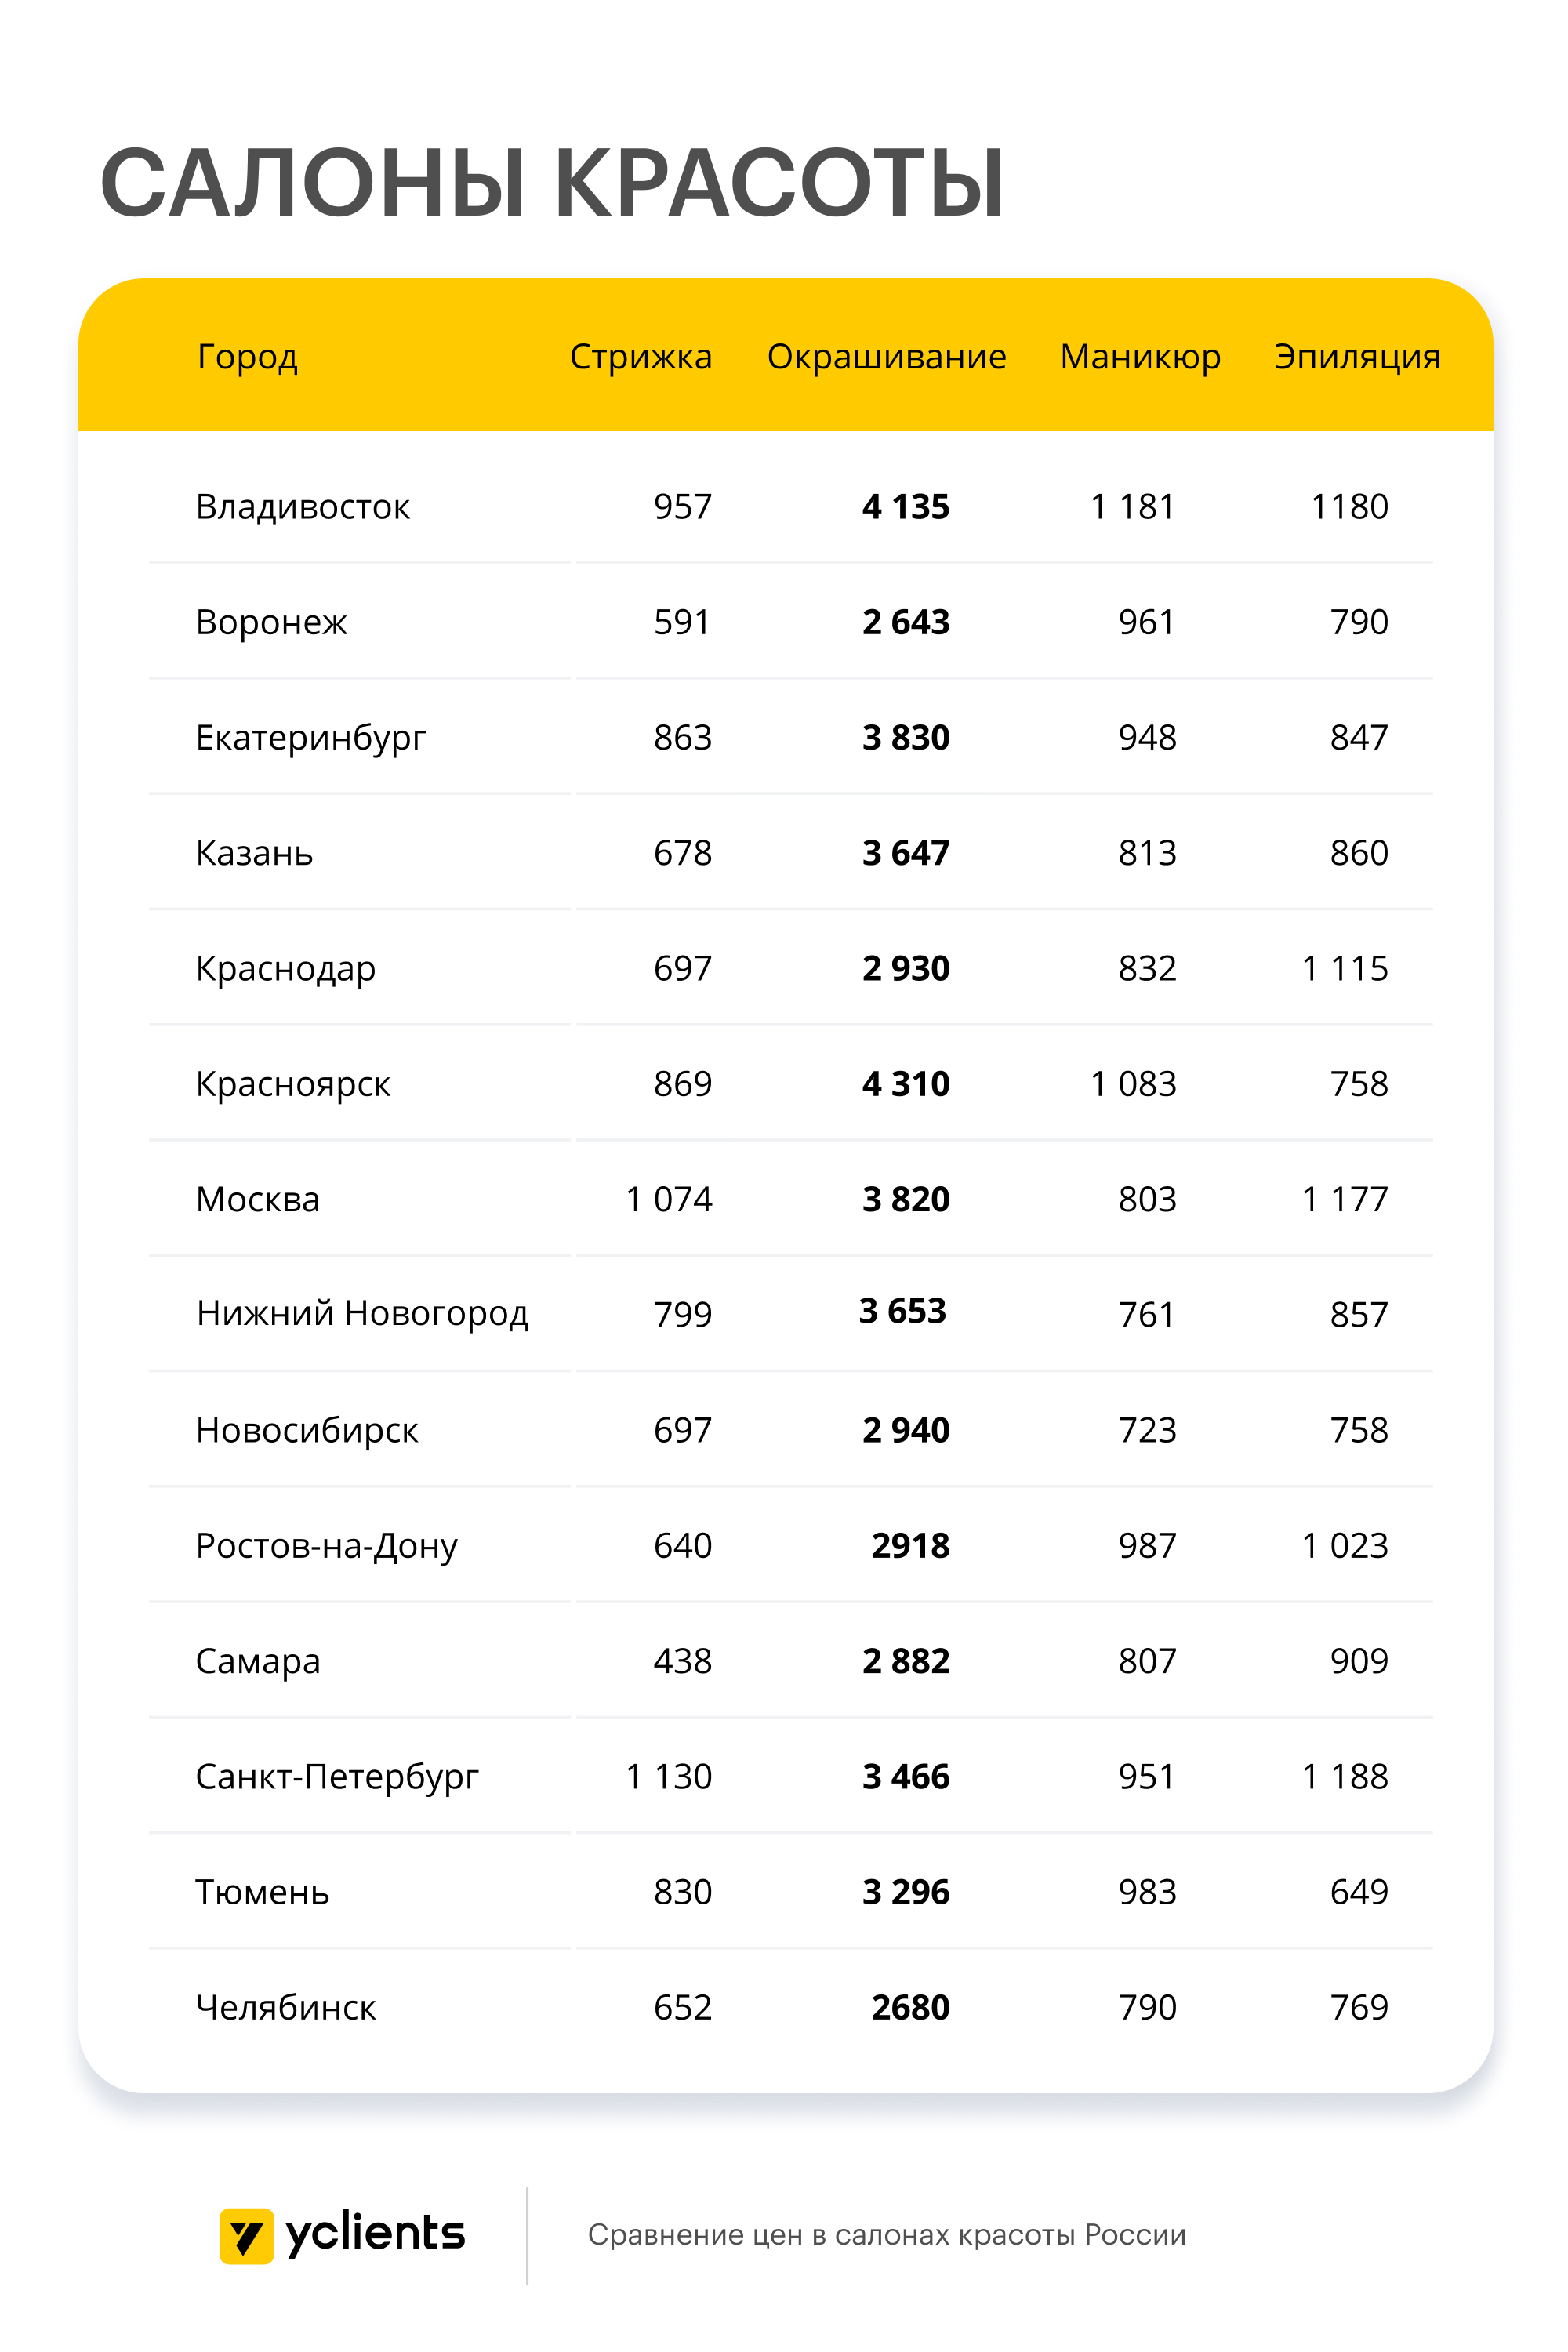 САЛОНЫ КРАСОТЫ
Город Стрижка Окрашивание Маникюр Эпиляция
Владивосток 957 4 135 1 181 1180
Воронеж 591 2 643 961 790
Екатеринбург 863 3 830 948 847
Казань 678 3 647 813 860
Краснодар 697 2 930 832 1 115
Красноярск 869 4 310 1 083 758
Москва 1 074 3 820 803 1 177
Нижний Новогород 799 3 653 761 857
Новосибирск 697 2 940 723 758
Ростов-на-Дону 640 2918 987 1 023
Самара 438 2 882 807 909
Санкт-Петербург 1 130 3 466 951 1 188
Тюмень 830 3 296 983 649
Челябинск 652 2680 790 769
yclients Сравнение цен в салонах красоты России